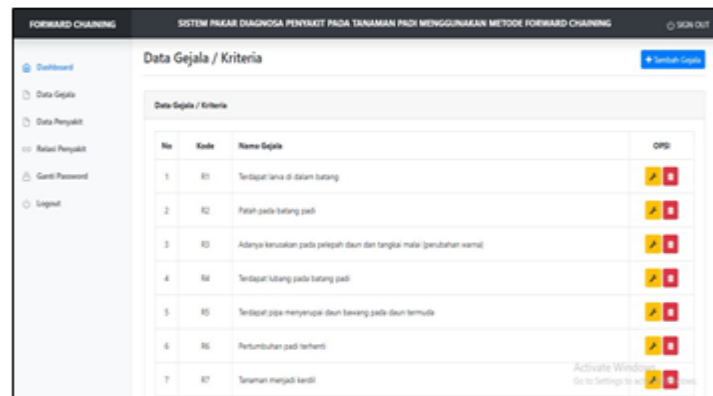 FORWARD CHAINING
SISTEM PAKAR DIAGNOSA PENYAKIT PADA TANAMAN PADI MENGGUNAKAN METODE FORWARD CHAINING
SIGN OUT
Dashboard
Data Gejala
Data Penyakit
Relasi Penyakit
Ganti Password
Logout
Data Gejala / Kriteria
+ Tambah Gejala
Data Gejala / Kriteria
No Kode Nama Gejala OPSI
1 R1 Terdapat larva di dalam batang
2 R2 Patah pada batang padi
3 R3 Adanya kerusakan pada pelepah daun dan tangkai malai (perubahan warna)
4 R4 Terdapat lubang pada batang padi
5 R5 Terdapat pipa menyerupai daun bawang pada daun termuda
6 R6 Pertumbuhan padi terhenti
7 R7 Tanaman menjadi kerdil
Activate Windows
Go to Settings to